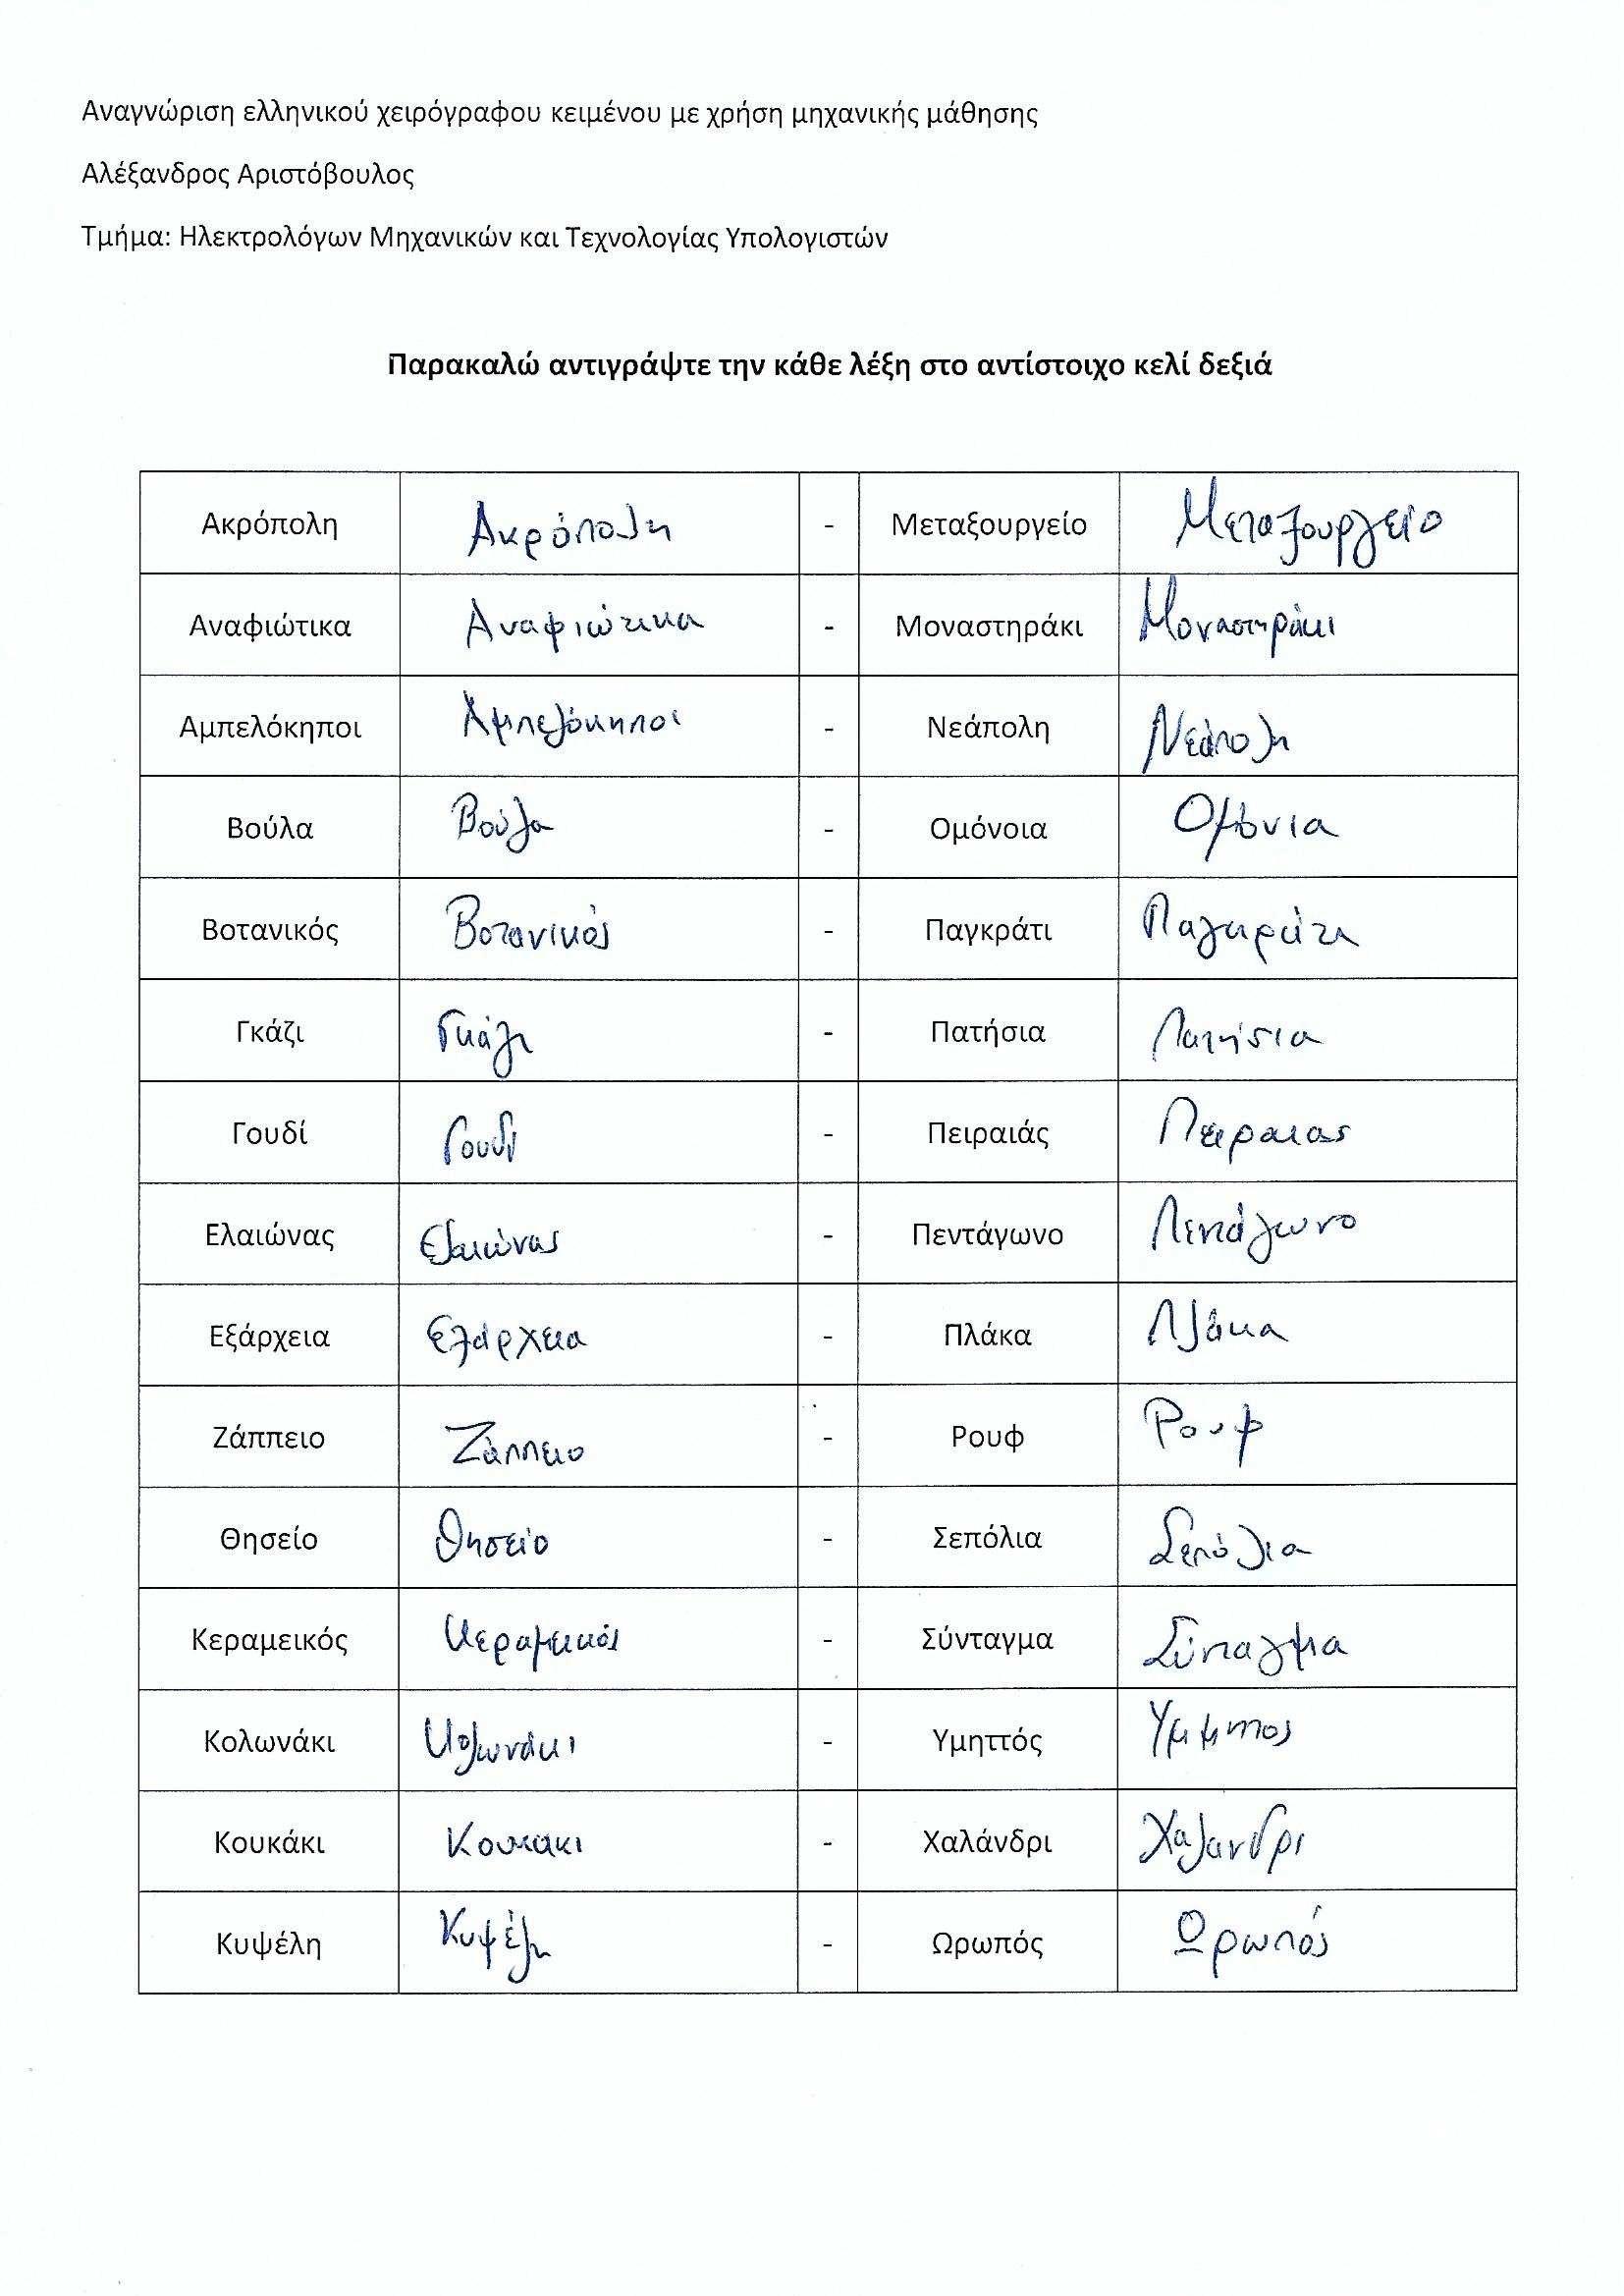 Αναγνώριση ελληνικού χειρόγραφου κειμένου με χρήση μηχανικής μάθησης
Αλέξανδρος Αριστόβουλος
Τμήμα: Ηλεκτρολόγων Μηχανικών και Τεχνολογίας Υπολογιστών
Παρακαλώ αντιγράψτε την κάθε λέξη στο αντίστοιχο κελί δεξιά
Ακρόπολη Ακρόπολη - Μεταξουργείο Μεταξουργείο
Αναφιώτικα Αναφιώτικα - Μοναστηράκι Μοναστηράκι
Αμπελόκηποι Αμπελόκηποι - Νεάπολη Νεάπολη
Βούλα Βούλα - Ομόνοια Ομόνια
Βοτανικός Βοτανικός - Παγκράτι Παγκράτι
Γκάζι Γκάζι - Πατήσια Πατήσια
Γουδί Γουδί - Πειραιάς Πειραιας
Ελαιώνας Ελαιώνας - Πεντάγωνο Πεντάγωνο
Εξάρχεια Εξάρχεια - Πλάκα Πλάκα
Ζάππειο Ζάππειο - Ρουφ Ρουφ
Θησείο Θησείο - Σεπόλια Σεπόλια
Κεραμεικός Κεραμεικός - Σύνταγμα Σύνταγμα
Κολωνάκι Κολωνάκι - Υμηττός Υμηττος
Κουκάκι Κουκακι - Χαλάνδρι Χαλανδρι
Κυψέλη Κυψέλη - Ωρωπός Ωρωπός